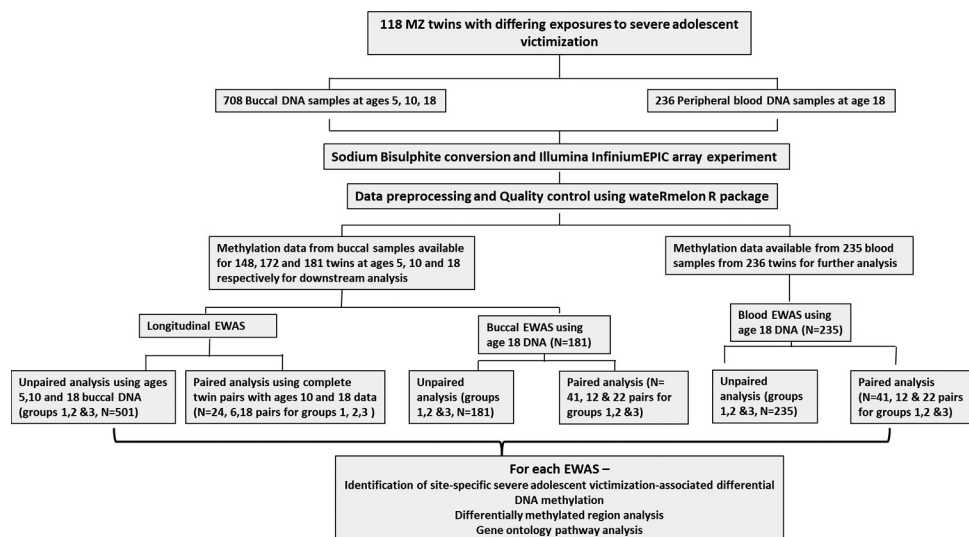 118 MZ twins with differing exposures to severe adolescent
victimization
708 Buccal DNA samples at ages 5, 10, 18
236 Peripheral blood DNA samples at age 18
Sodium Bisulphite conversion and Illumina InfiniumEPIC array experiment
Data preprocessing and Quality control using wateRmelon R package
Methylation data from buccal samples available
for 148, 172 and 181 twins at ages 5, 10 and 18
respectively for downstream analysis
Methylation data available from 235 blood
samples from 236 twins for further analysis
Longitudinal EWAS
Buccal EWAS using
age 18 DNA (N=181)
Blood EWAS using
age 18 DNA (N=235)
Unpaired analysis using ages
5,10 and 18 buccal DNA
(groups 1,2 &3, N=501)
Paired analysis using complete
twin pairs with ages 10 and 18 data
(N=24, 6,18 pairs for groups 1, 2,3 )
Unpaired
analysis (groups
1,2 &3, N=181)
Paired analysis (N=
41, 12 & 22 pairs for
groups 1,2 &3)
Unpaired
analysis (groups
1,2 &3, N=235)
Paired analysis
(N=41, 12 & 22 pairs
for groups 1,2 &3)
For each EWAS –
Identification of site-specific severe adolescent victimization-associated differential
DNA methylation
Differentially methylated region analysis
Gene ontology pathway analysis